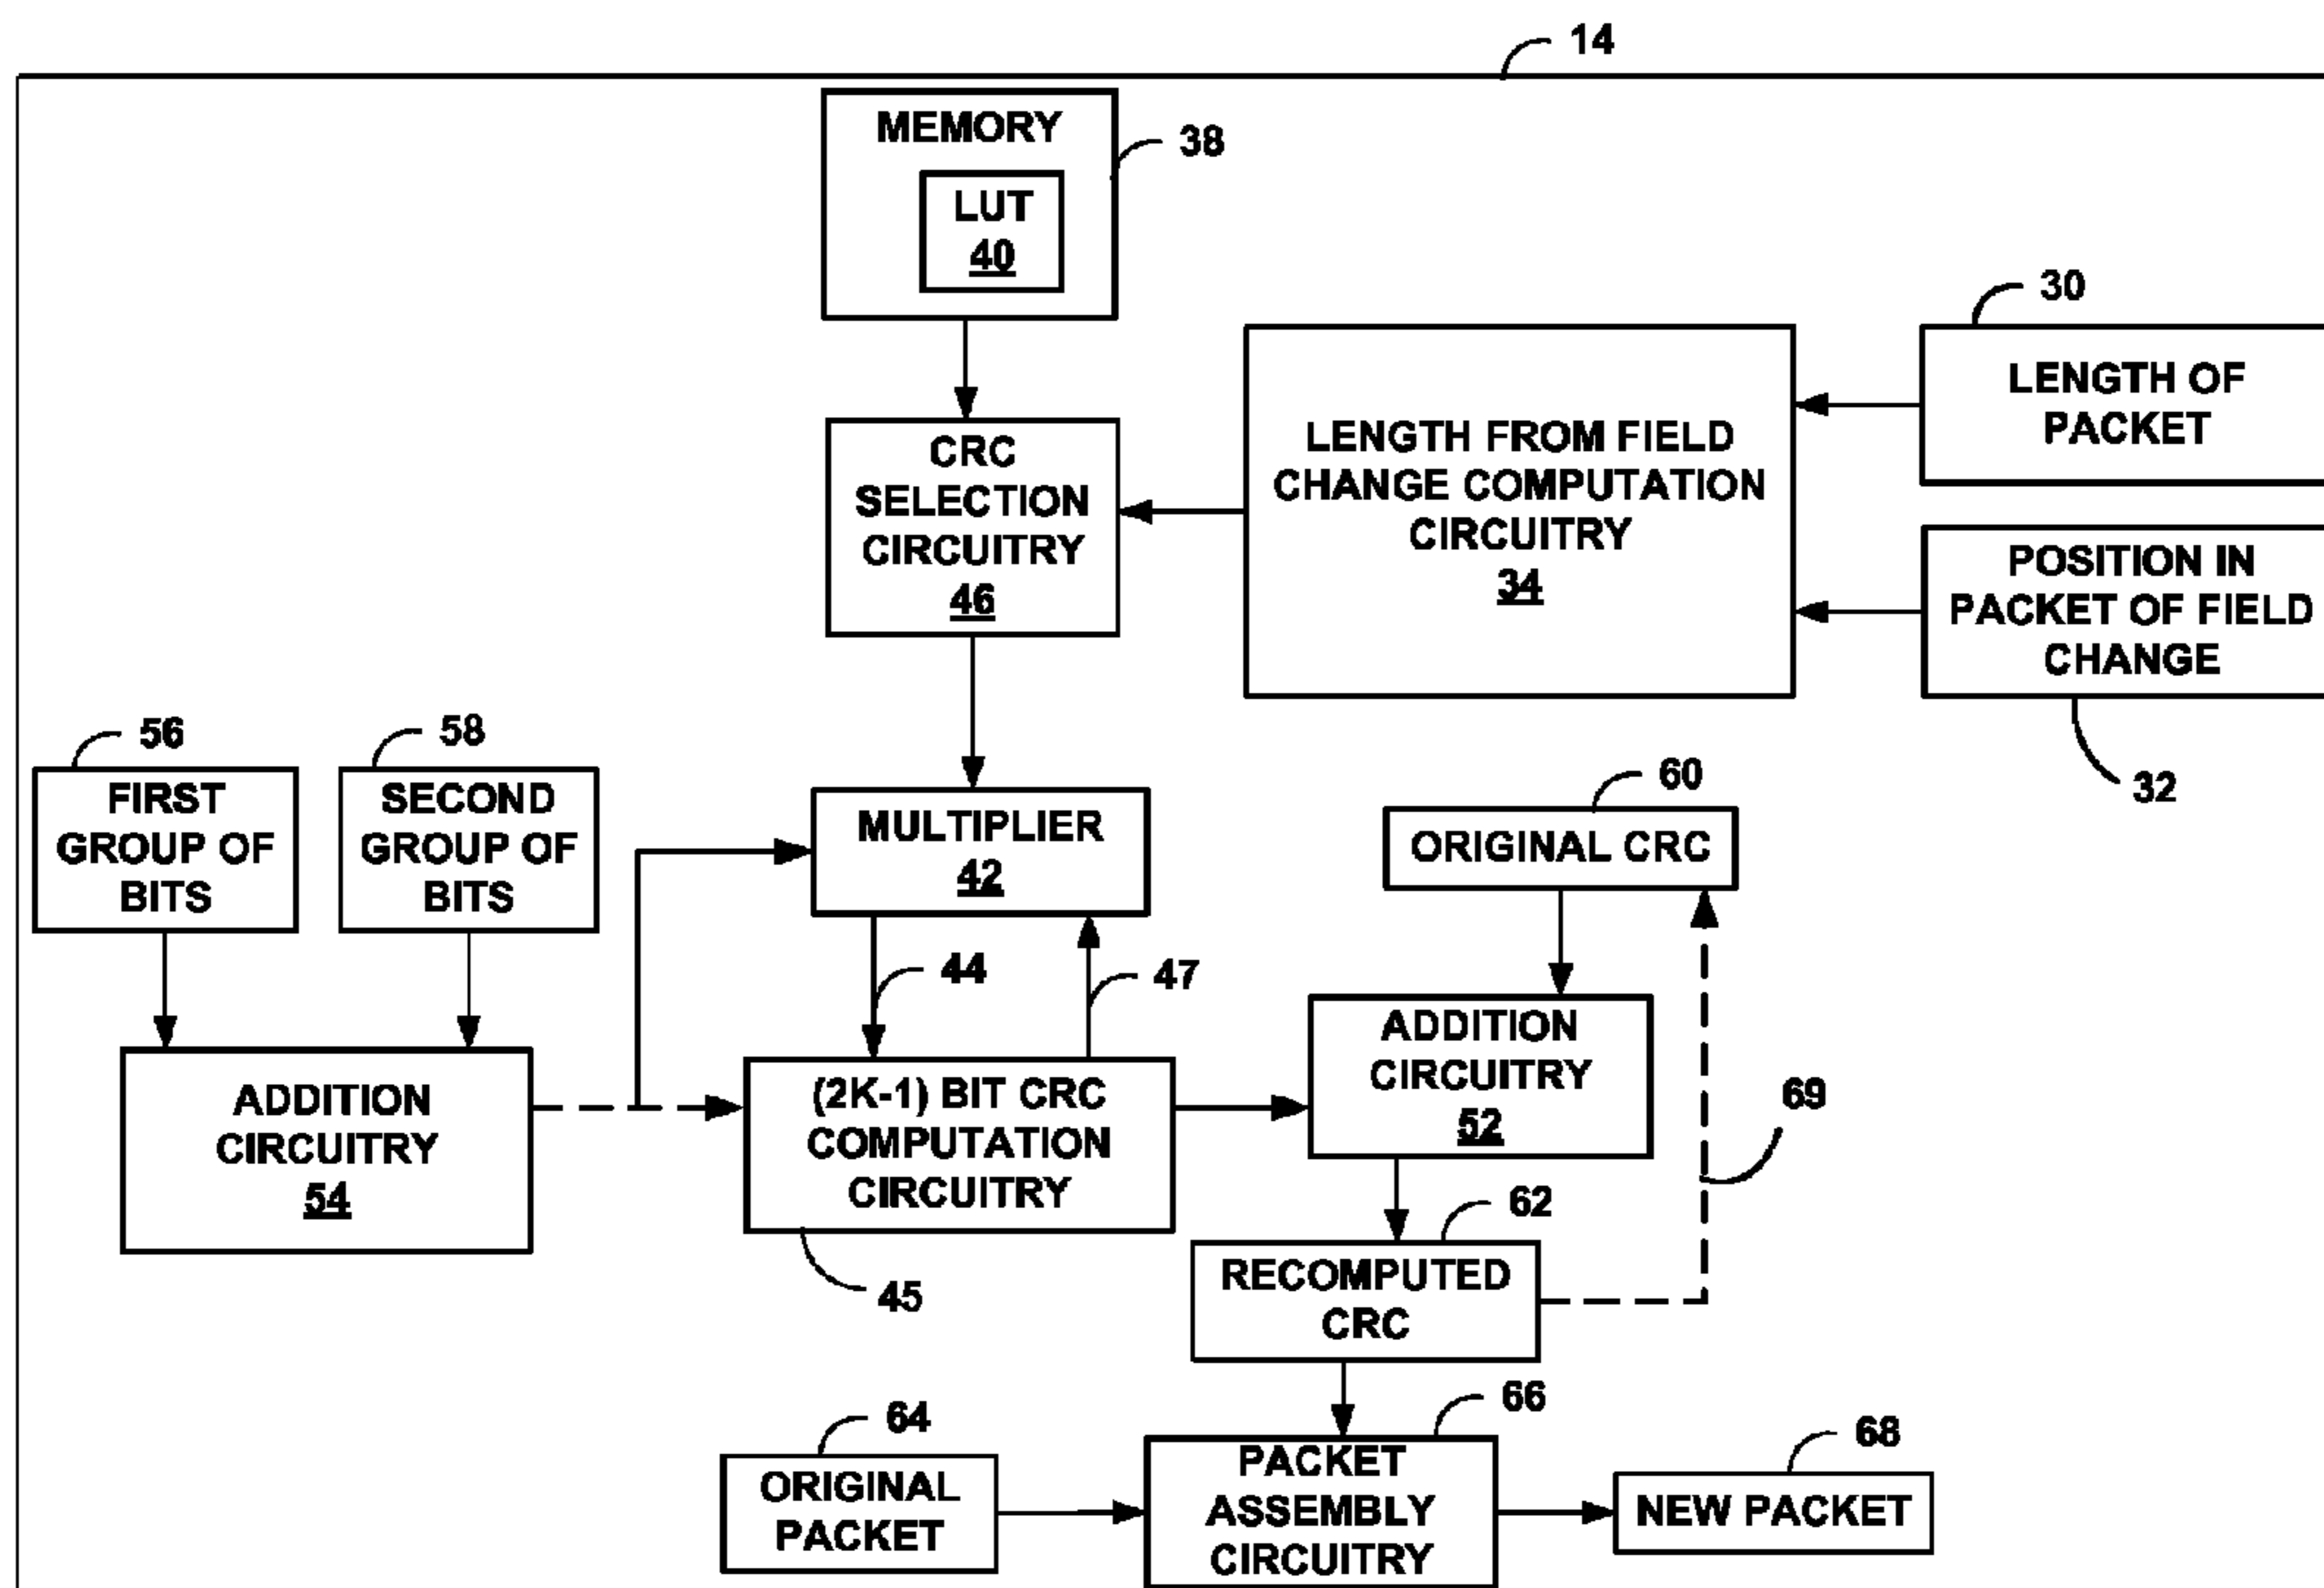 14
MEMORY
38
LUT
40
30
LENGTH OF
PACKET
CRC
SELECTION
CIRCUITRY
46
LENGTH FROM FIELD
CHANGE COMPUTATION
CIRCUITRY
34
POSITION IN
PACKET OF FIELD
CHANGE
32
56
FIRST
GROUP OF
BITS
58
SECOND
GROUP OF
BITS
MULTIPLIER
42
60
ORIGINAL CRC
44
47
ADDITION
CIRCUITRY
54
(2K-1) BIT CRC
COMPUTATION
CIRCUITRY
45
ADDITION
CIRCUITRY
52
69
62
RECOMPUTED
CRC
64
ORIGINAL
PACKET
66
PACKET
ASSEMBLY
CIRCUITRY
68
NEW PACKET